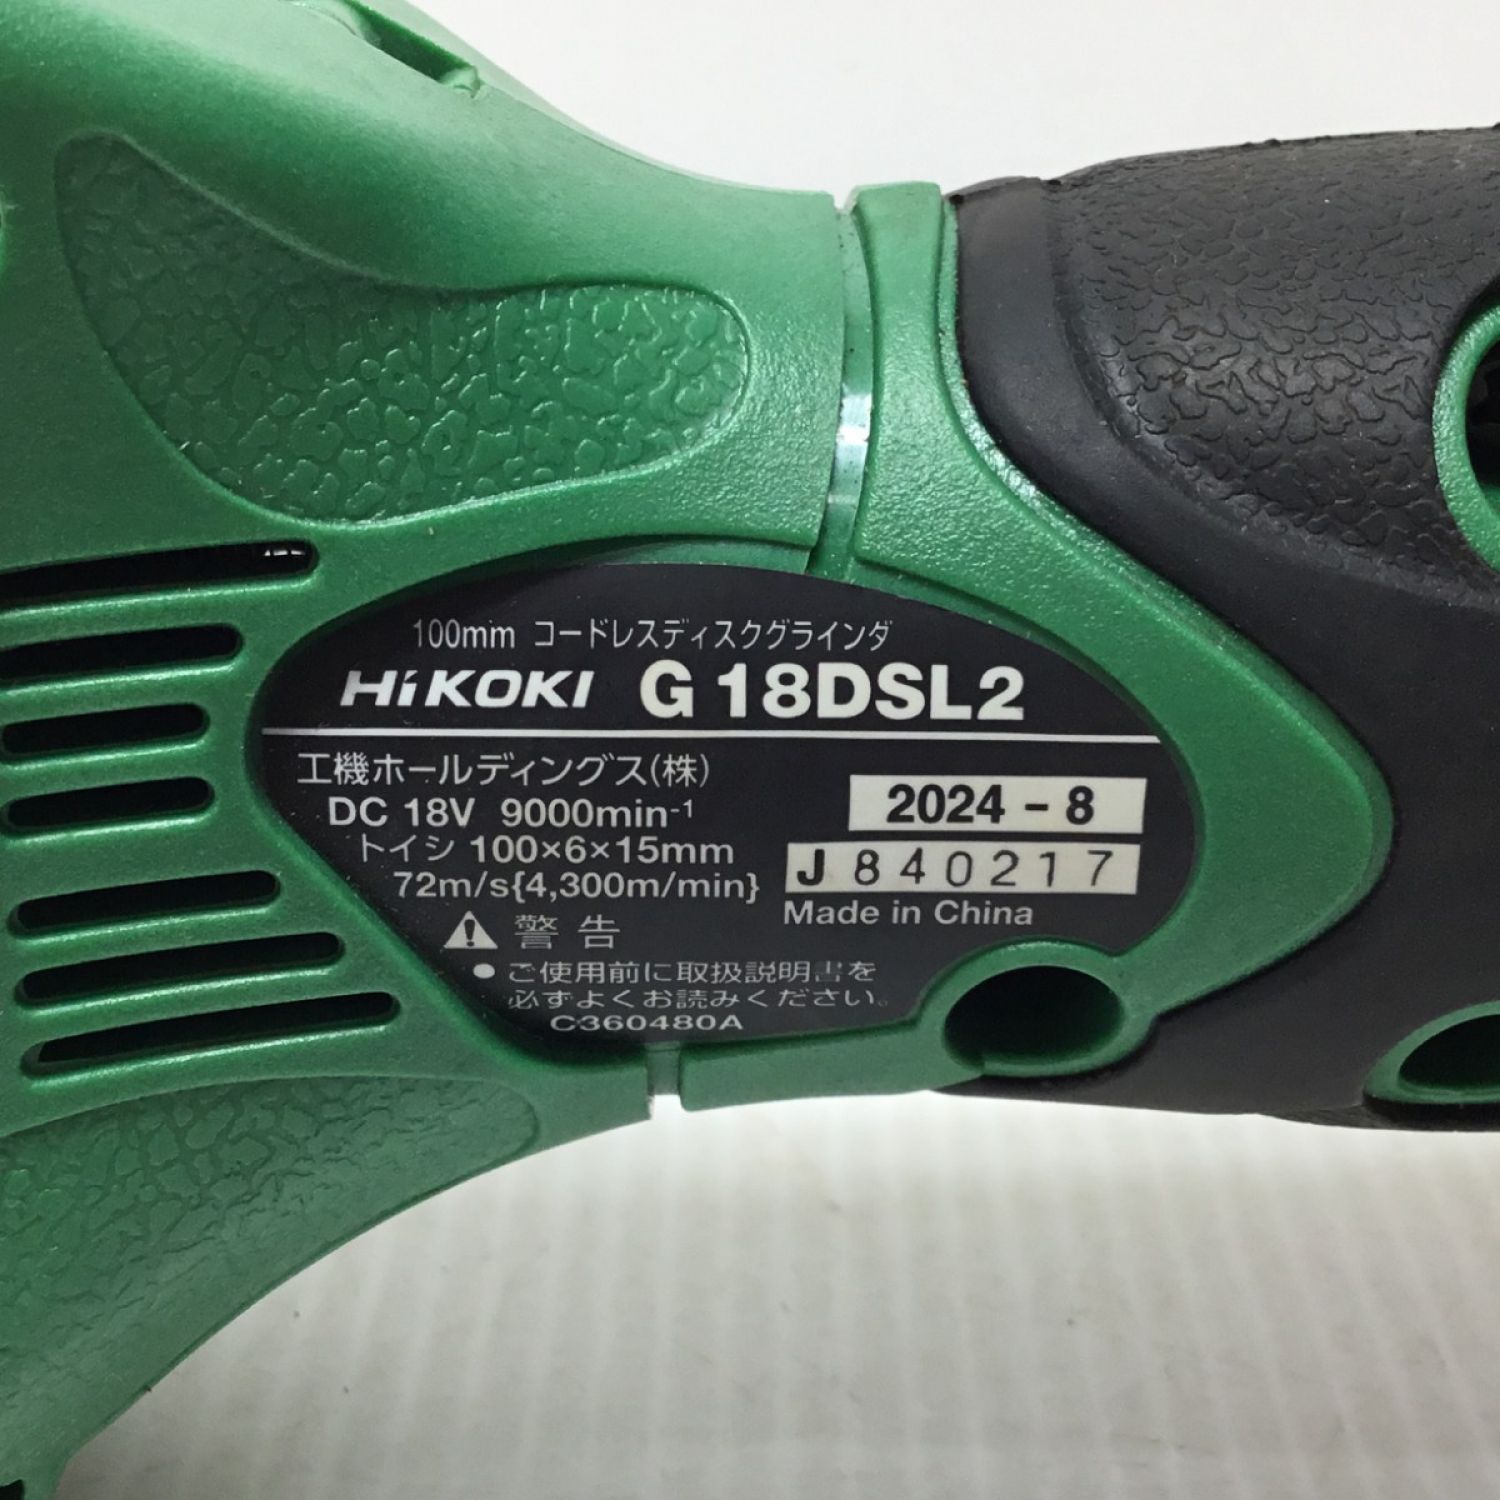 100mm コードレスディスクグラインダ
HiKOKI G 18DSL2
工機ホールディングス(株)
DC 18V 9000min⁻¹
トイシ 100×6×15mm
72m/s{4,300m/min}
2024 - 8
J 840217
Made in China
⚠ 警告
● ご使用前に取扱説明書を
必ずよくお読みください。
C360480A